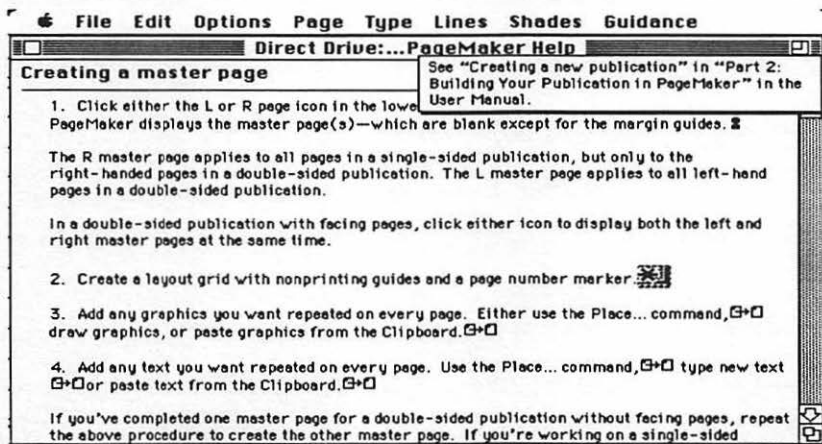 File Edit Options Page Type Lines Shades Guidance
Direct Drive:...PageMaker Help
Creating a master page
See “Creating a new publication” in “Part 2:
Building Your Publication in PageMaker” in the
User Manual.
1. Click either the L or R page icon in the lowe
PageMaker displays the master page(s)—which are blank except for the margin guides.
The R master page applies to all pages in a single-sided publication, but only to the
right-handed pages in a double-sided publication. The L master page applies to all left-hand
pages in a double-sided publication.
In a double-sided publication with facing pages, click either icon to display both the left and
right master pages at the same time.
2. Create a layout grid with nonprinting guides and a page number marker.
3. Add any graphics you want repeated on every page. Either use the Place... command,
draw graphics, or paste graphics from the Clipboard.
4. Add any text you want repeated on every page. Use the Place... command, type new text
or paste text from the Clipboard.
If you’ve completed one master page for a double-sided publication without facing pages, repeat
the above procedure to create the other master page. If you’re working on a single-sided